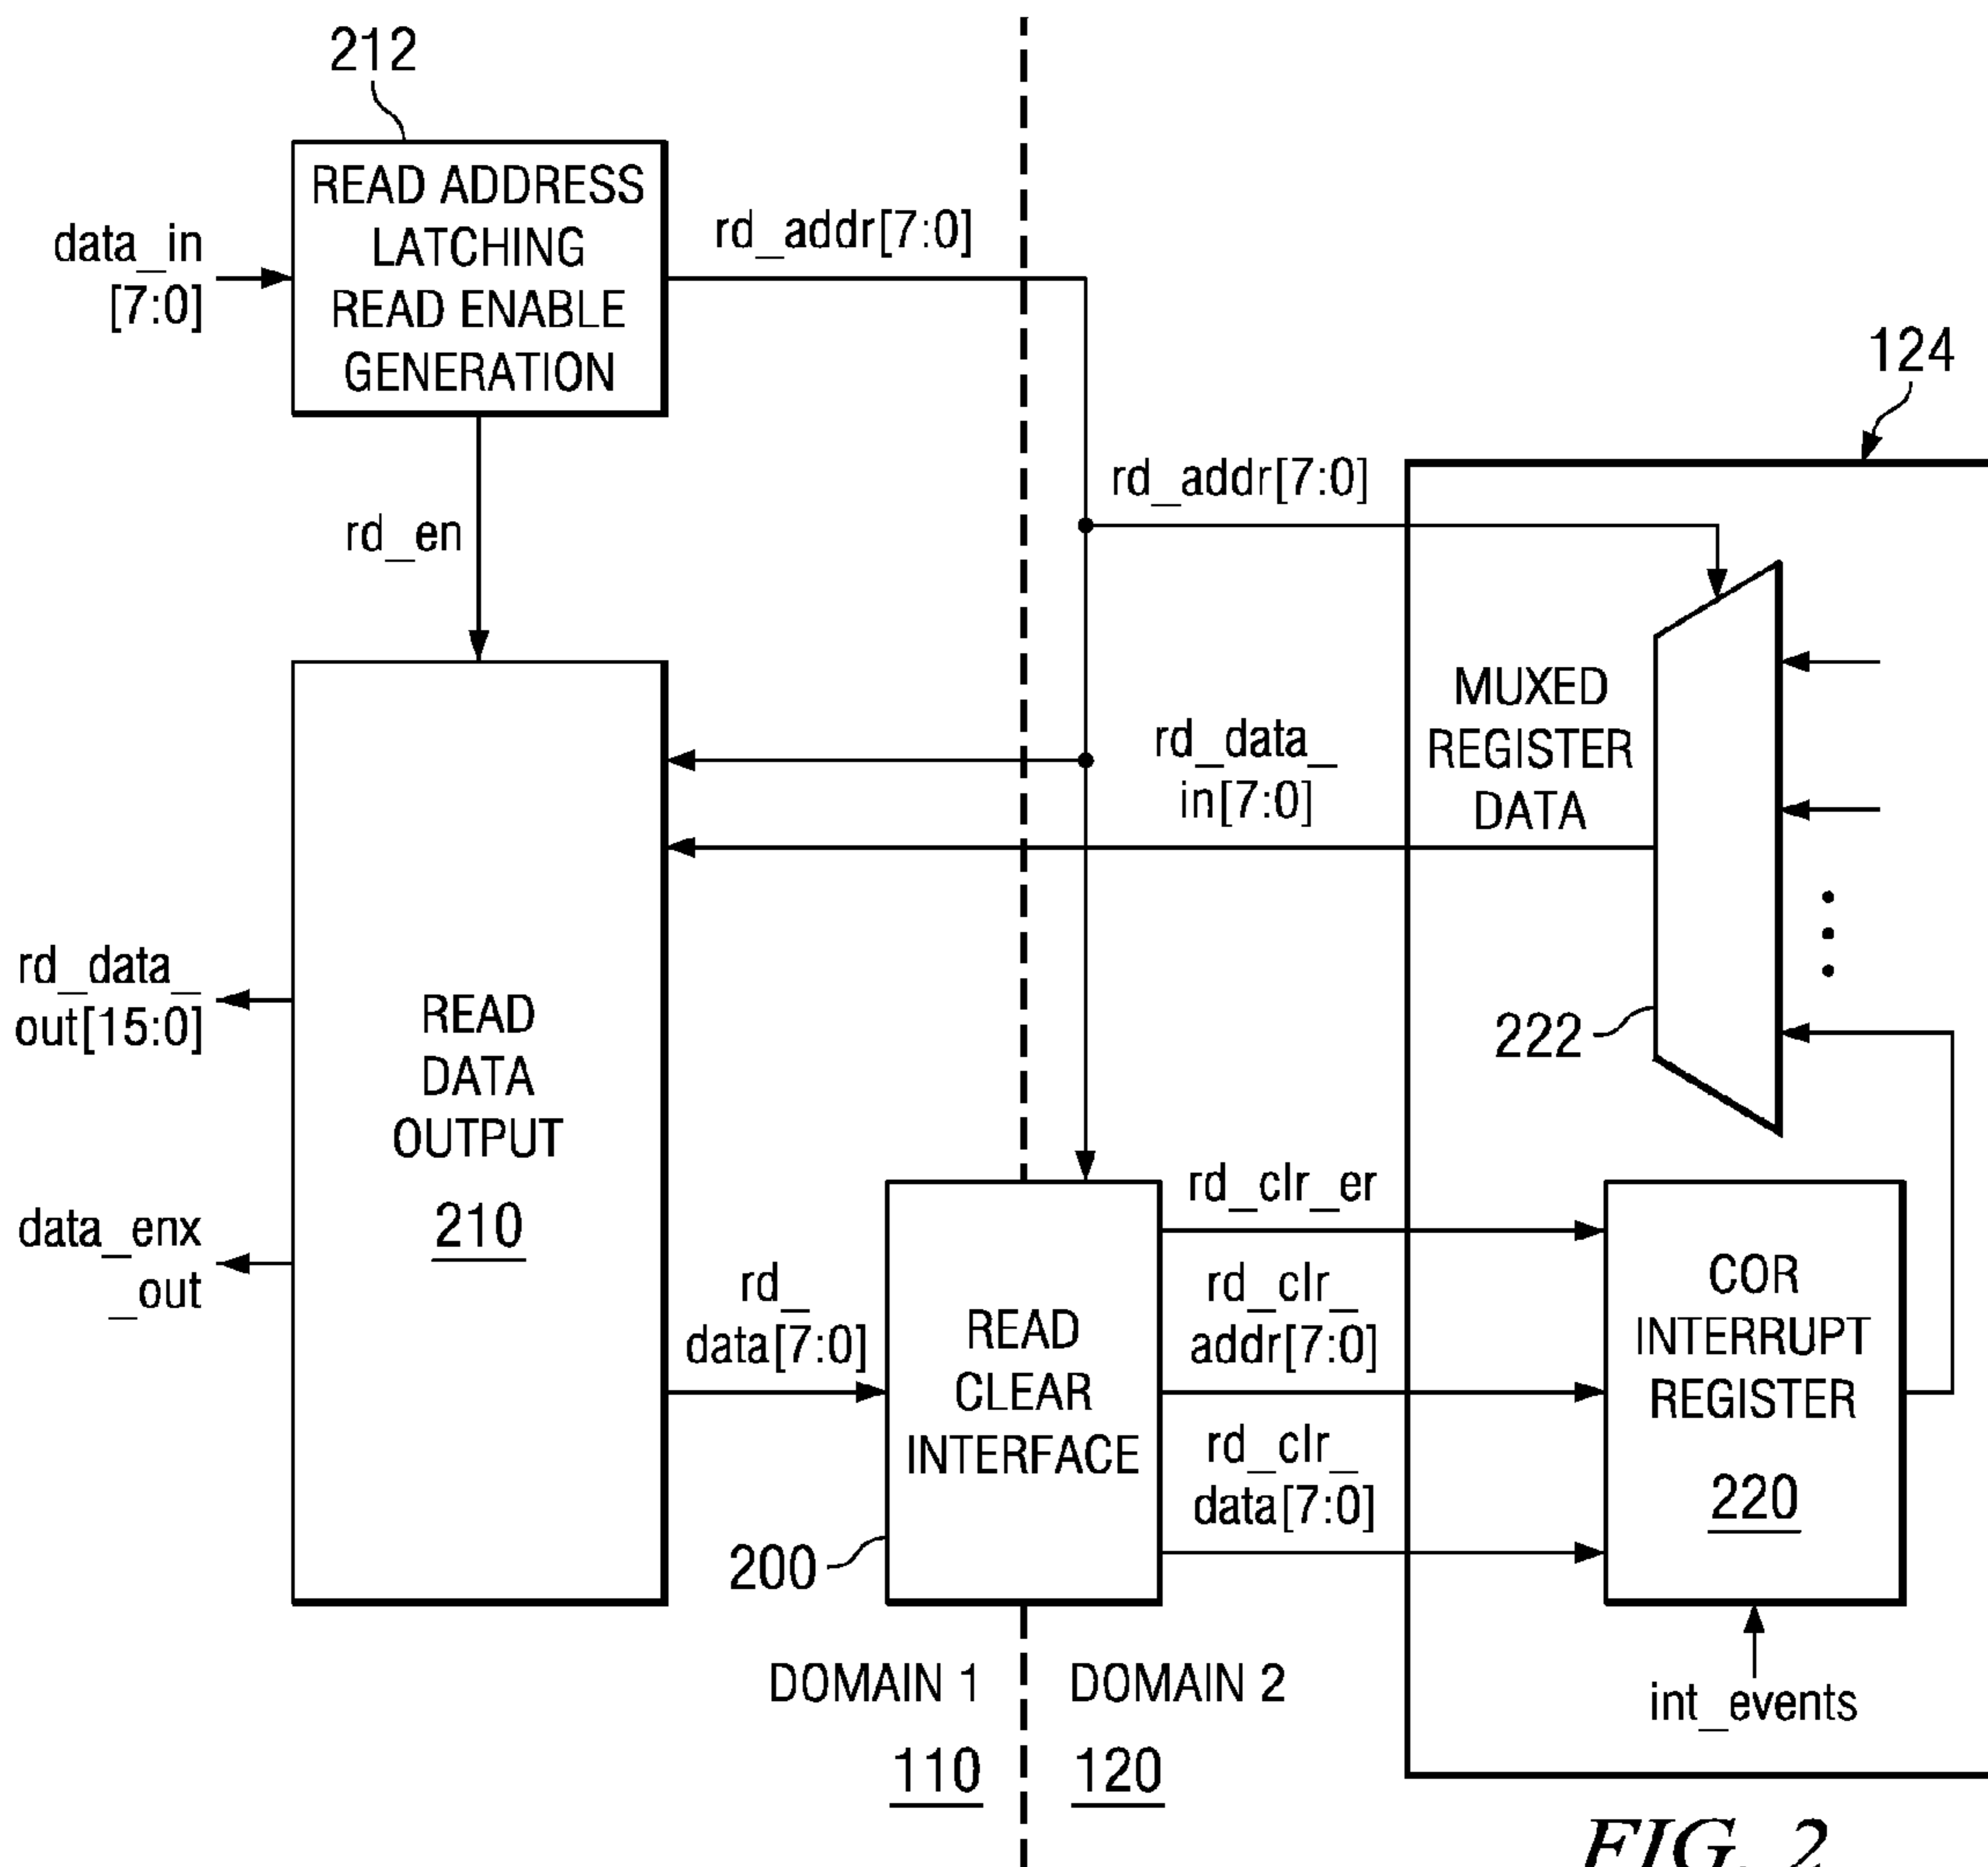 212
READ ADDRESS
LATCHING
READ ENABLE
GENERATION
data_in
[7:0]
rd_addr[7:0]
124
rd_addr[7:0]
rd_en
MUXED
REGISTER
DATA
rd_data_
in[7:0]
222
rd_data_
out[15:0]
data_enx
_out
READ
DATA
OUTPUT
210
rd_
data[7:0]
READ
CLEAR
INTERFACE
200
rd_clr_er
rd_clr_
addr[7:0]
rd_clr_
data[7:0]
COR
INTERRUPT
REGISTER
220
int_events
DOMAIN 1
110
DOMAIN 2
120
FIG. 2